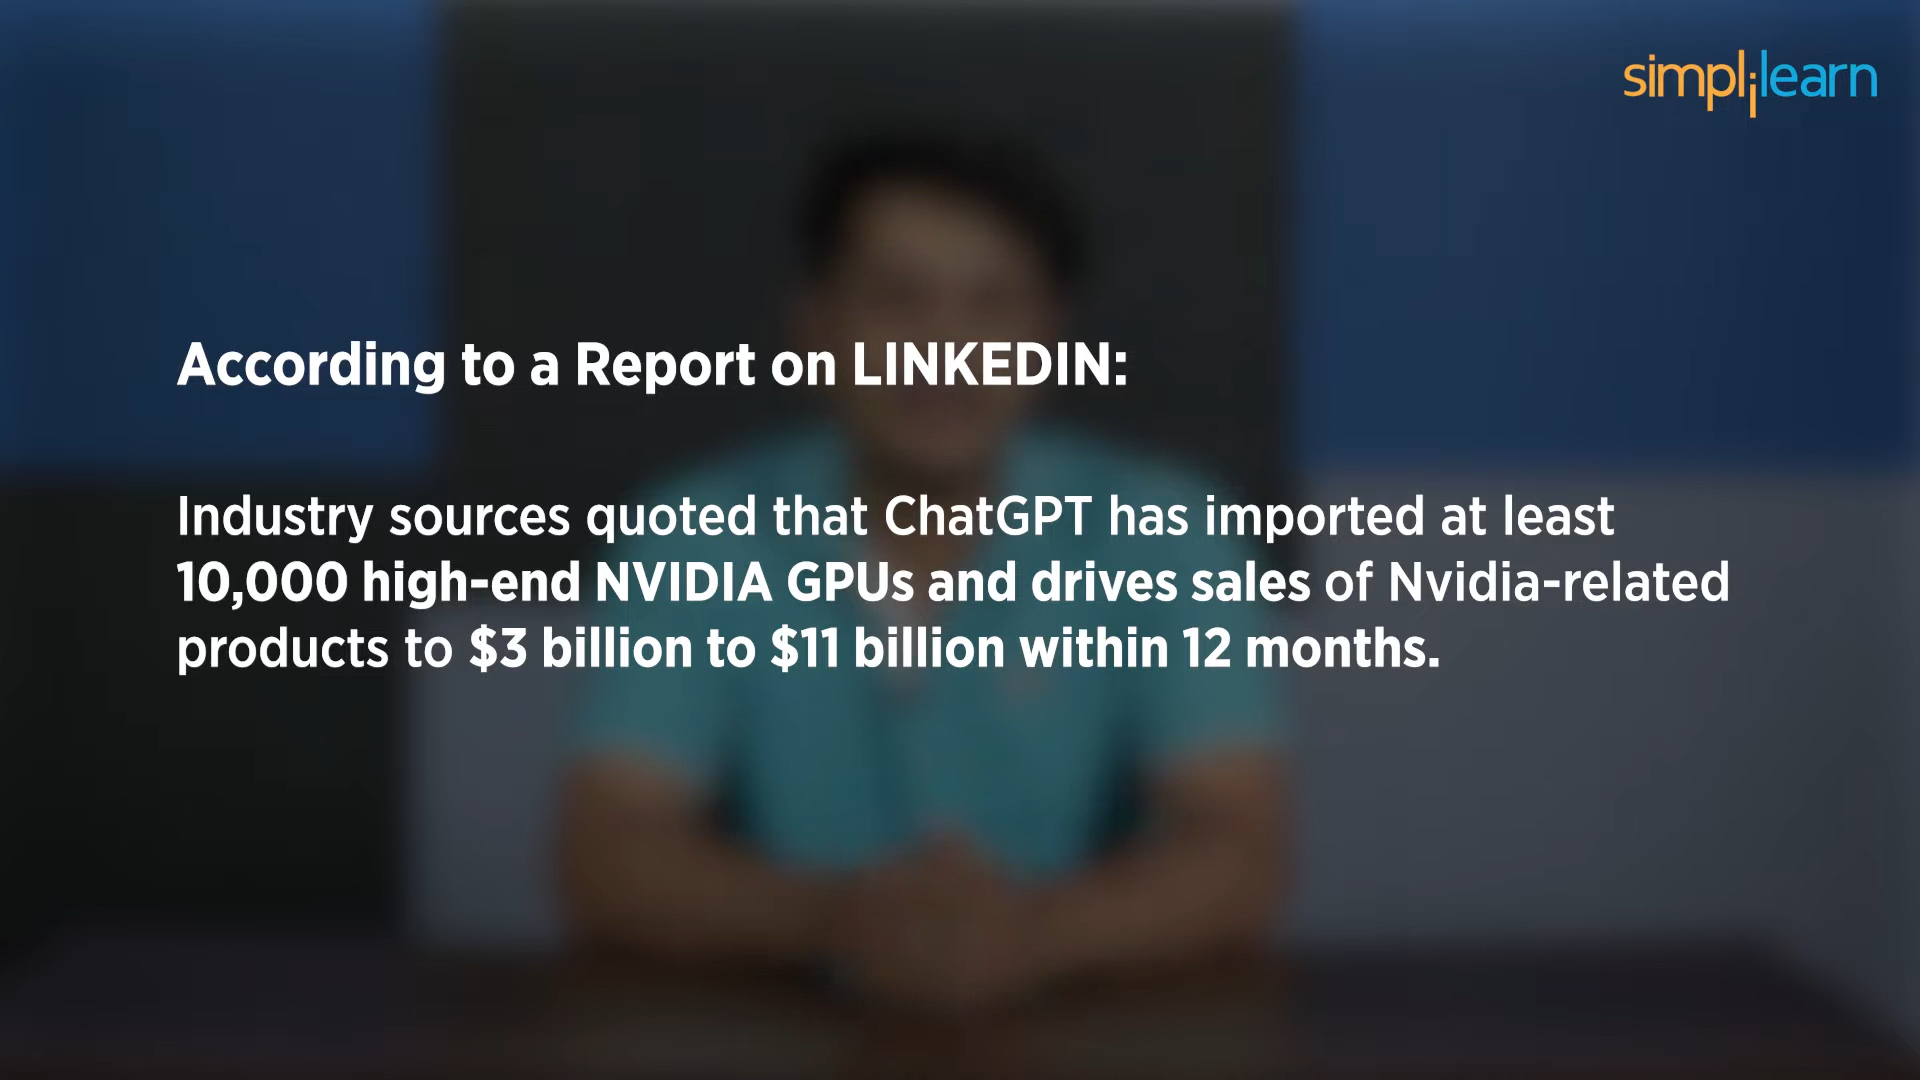 simplilearn
According to a Report on LINKEDIN:
Industry sources quoted that ChatGPT has imported at least
10,000 high-end NVIDIA GPUs and drives sales of Nvidia-related
products to $3 billion to $11 billion within 12 months.